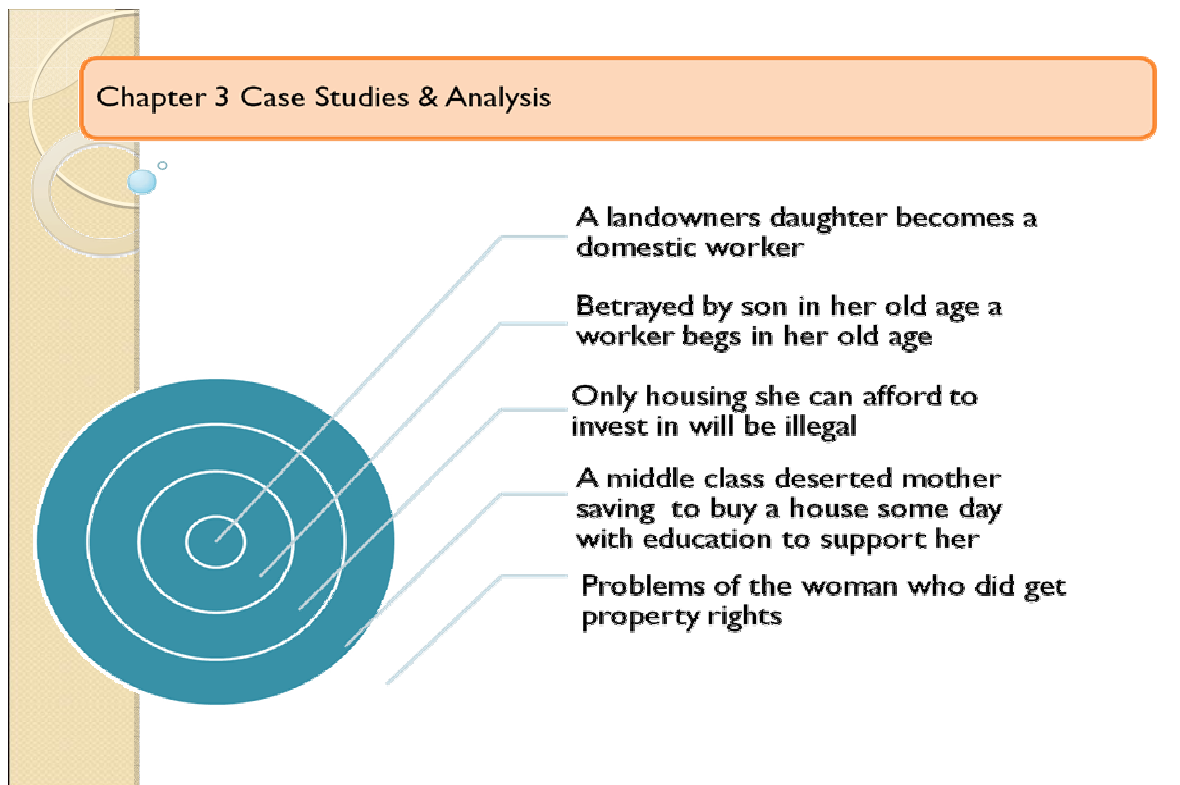 Chapter 3 Case Studies & Analysis
A landowners daughter becomes a
domestic worker
Betrayed by son in her old age a
worker begs in her old age
Only housing she can afford to
invest in will be illegal
A middle class deserted mother
saving  to buy a house some day
with education to support her
Problems of the woman who did get
property rights